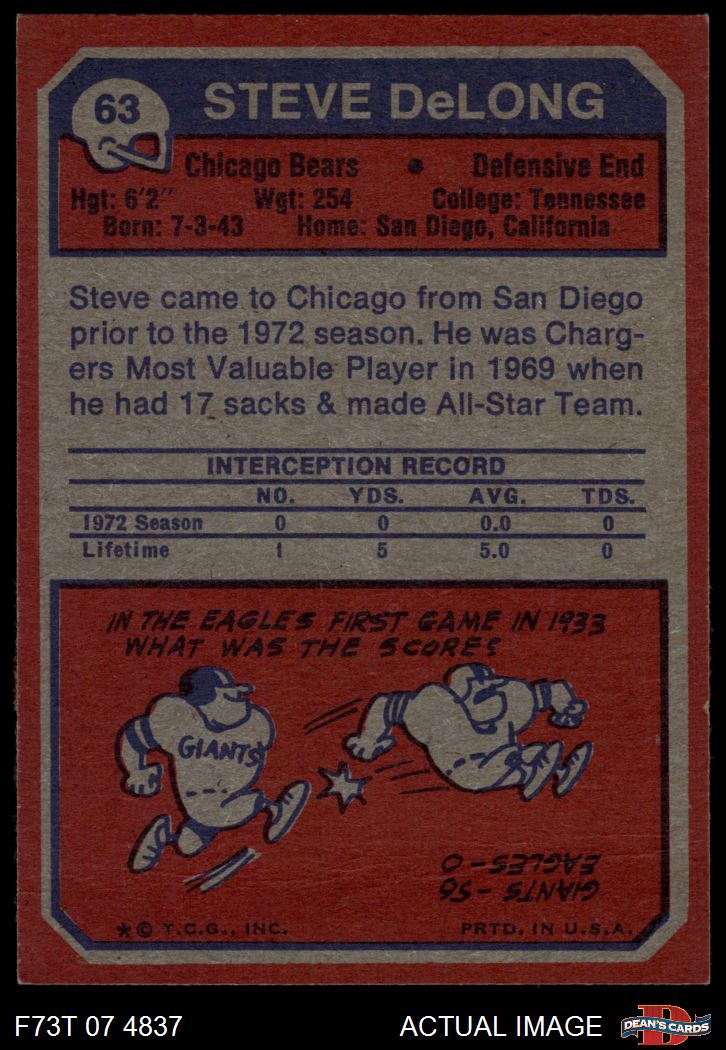 63
STEVE DeLONG
Chicago Bears • Defensive End
Hgt: 6'2" Wgt: 254 College: Tennessee
Born: 7-3-43 Home: San Diego, California
Steve came to Chicago from San Diego
prior to the 1972 season. He was Charg-
ers Most Valuable Player in 1969 when
he had 17 sacks & made All-Star Team.
INTERCEPTION RECORD
NO. YDS. AVG. TDS.
1972 Season 0 0 0.0 0
Lifetime 1 5 5.0 0
IN THE EAGLES FIRST GAME IN 1933
WHAT WAS THE SCORE?
GIANTS
GIANTS - 56
EAGLES - 0
* © T.C.G., INC. PRTD. IN U.S.A.
F73T 07 4837 ACTUAL IMAGE
D
DEAN'S CARDS